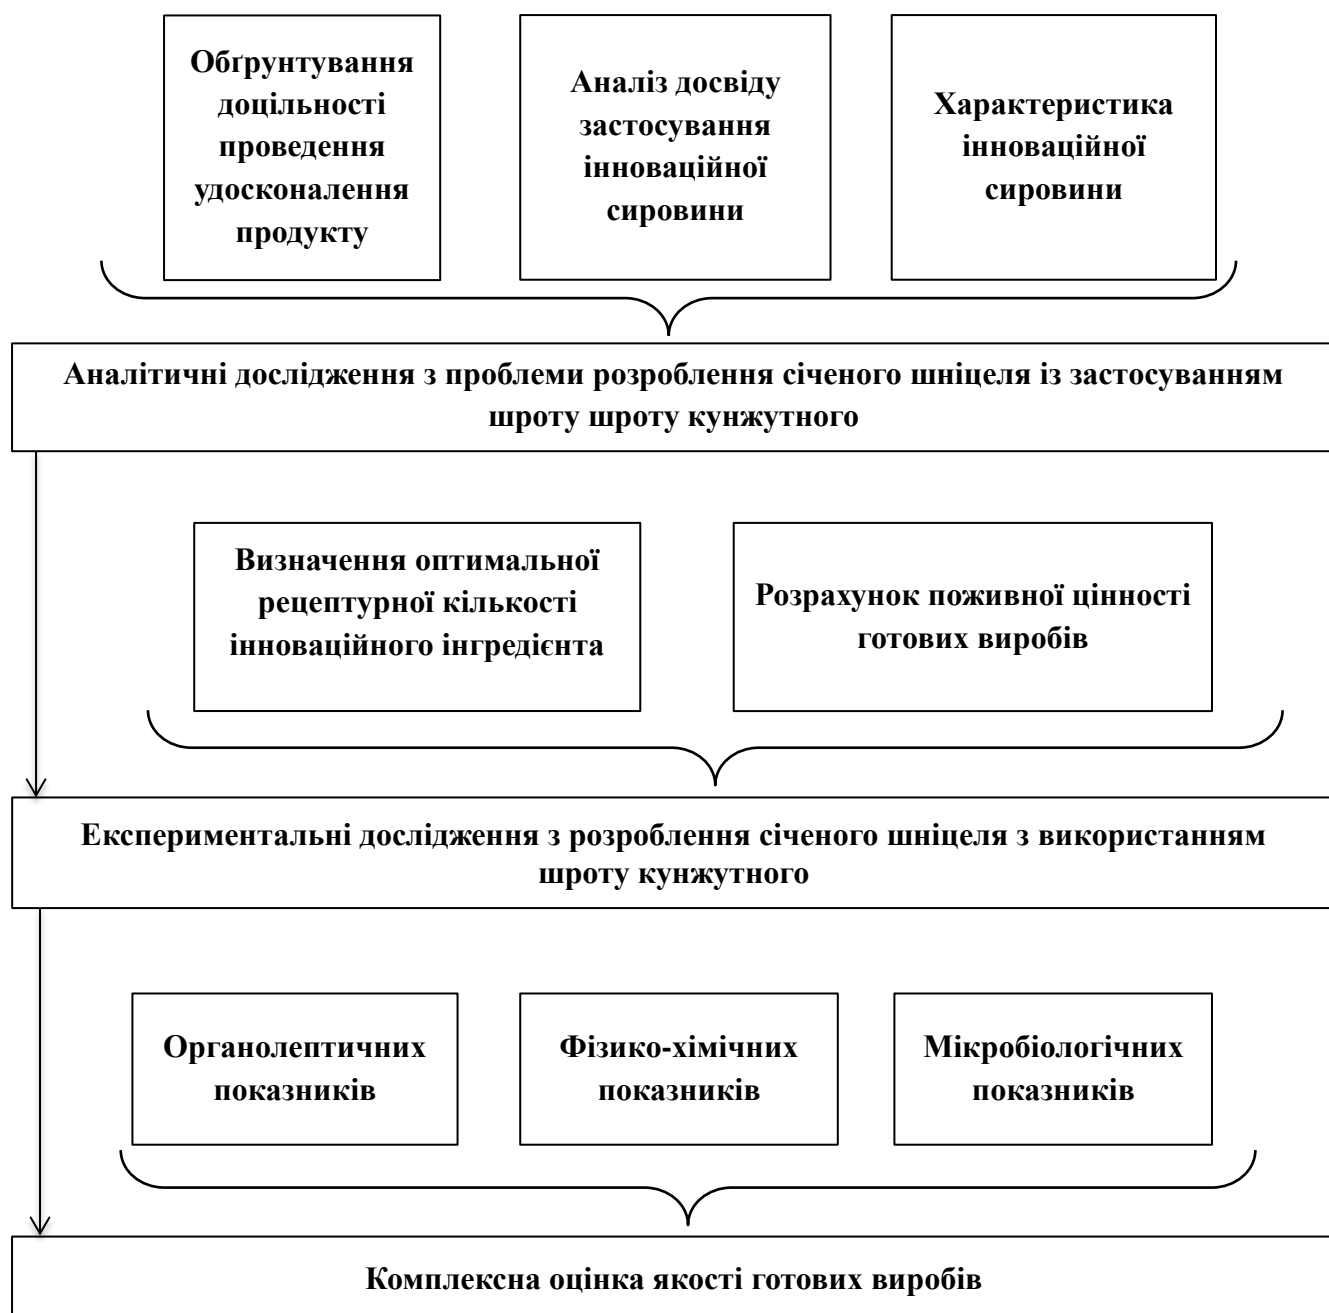 Обґрунтування
доцільності
проведення
удосконалення
продукту
Аналіз досвіду
застосування
інноваційної
сировини
Характеристика
інноваційної
сировини
Аналітичні дослідження з проблеми розроблення січеного шніцеля із застосуванням
шроту шроту кунжутного
Визначення оптимальної
рецептурної кількості
інноваційного інгредієнта
Розрахунок поживної цінності
готових виробів
Експериментальні дослідження з розроблення січеного шніцеля з використанням
шроту кунжутного
Органолептичних
показників
Фізико-хімічних
показників
Мікробіологічних
показників
Комплексна оцінка якості готових виробів